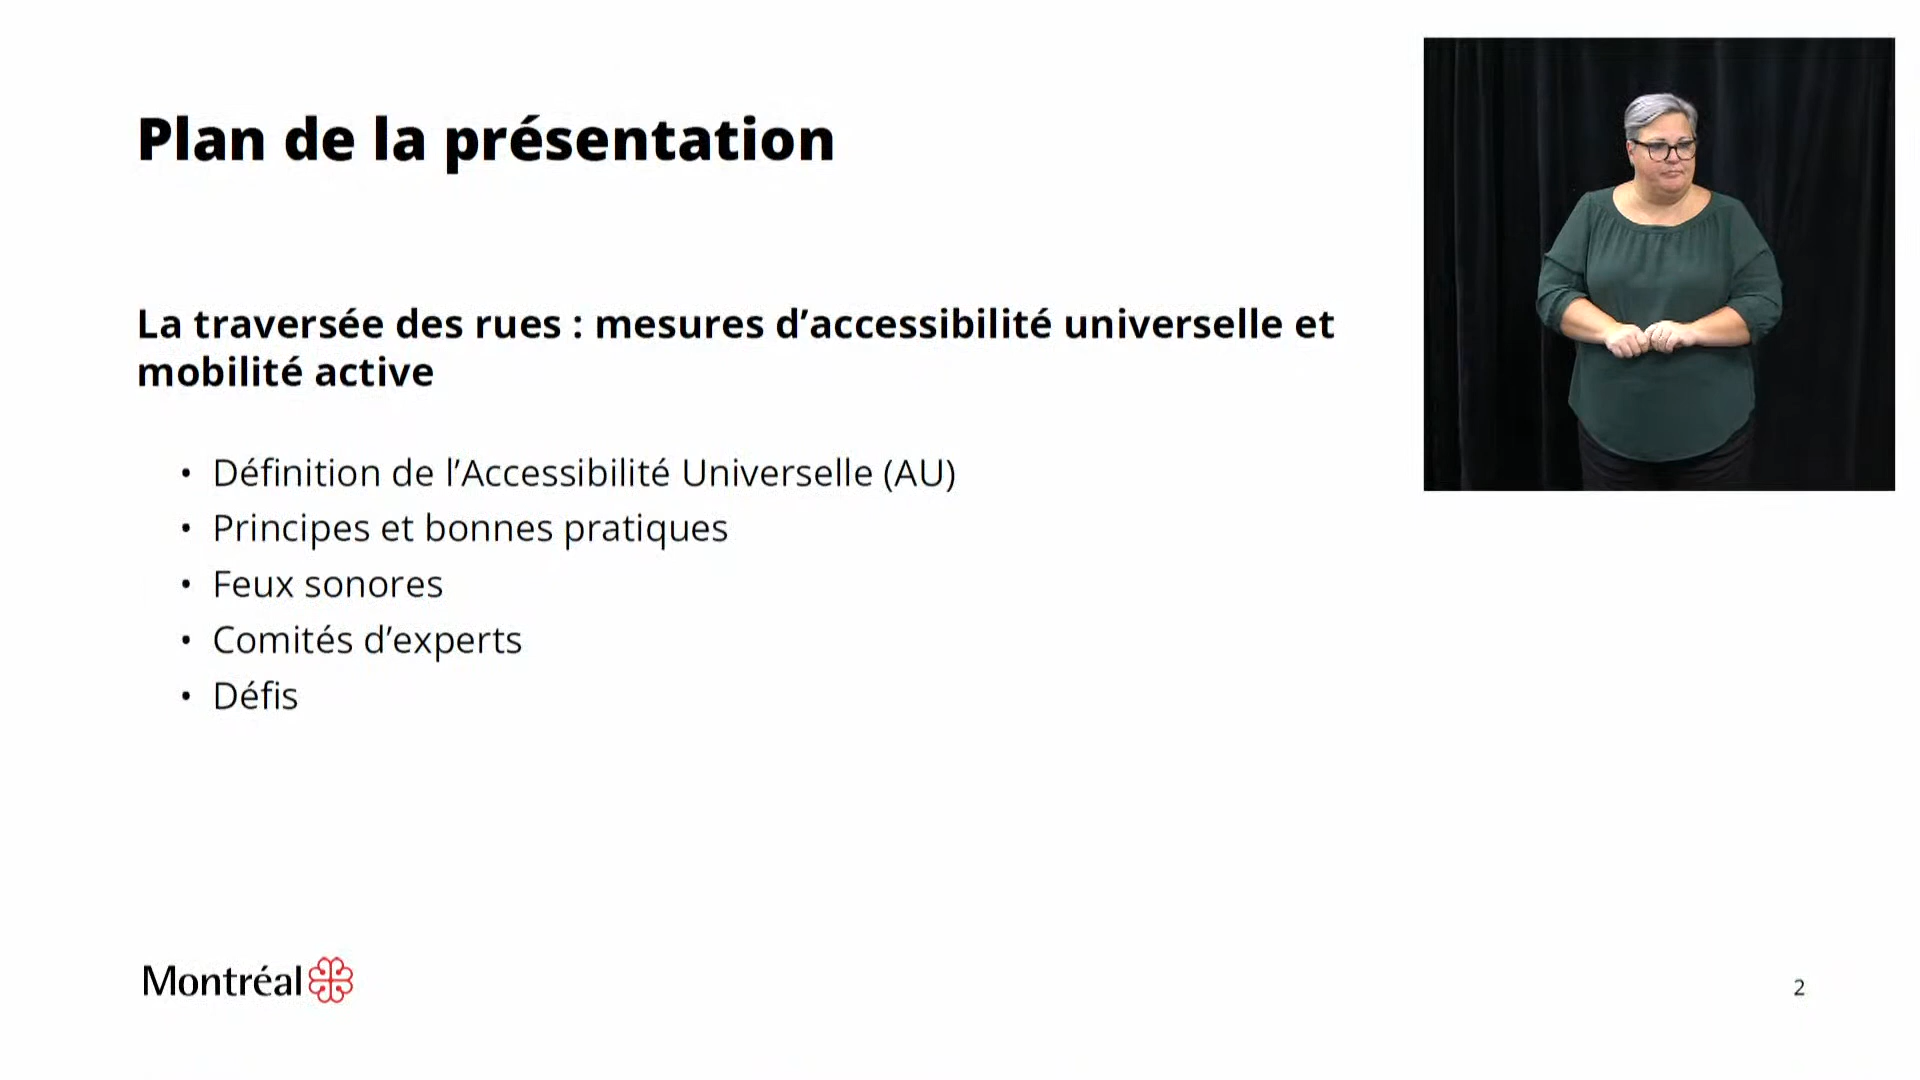 Plan de la présentation
La traversée des rues : mesures d’accessibilité universelle et
mobilité active
• Définition de l’Accessibilité Universelle (AU)
• Principes et bonnes pratiques
• Feux sonores
• Comités d’experts
• Défis
Montréal
2